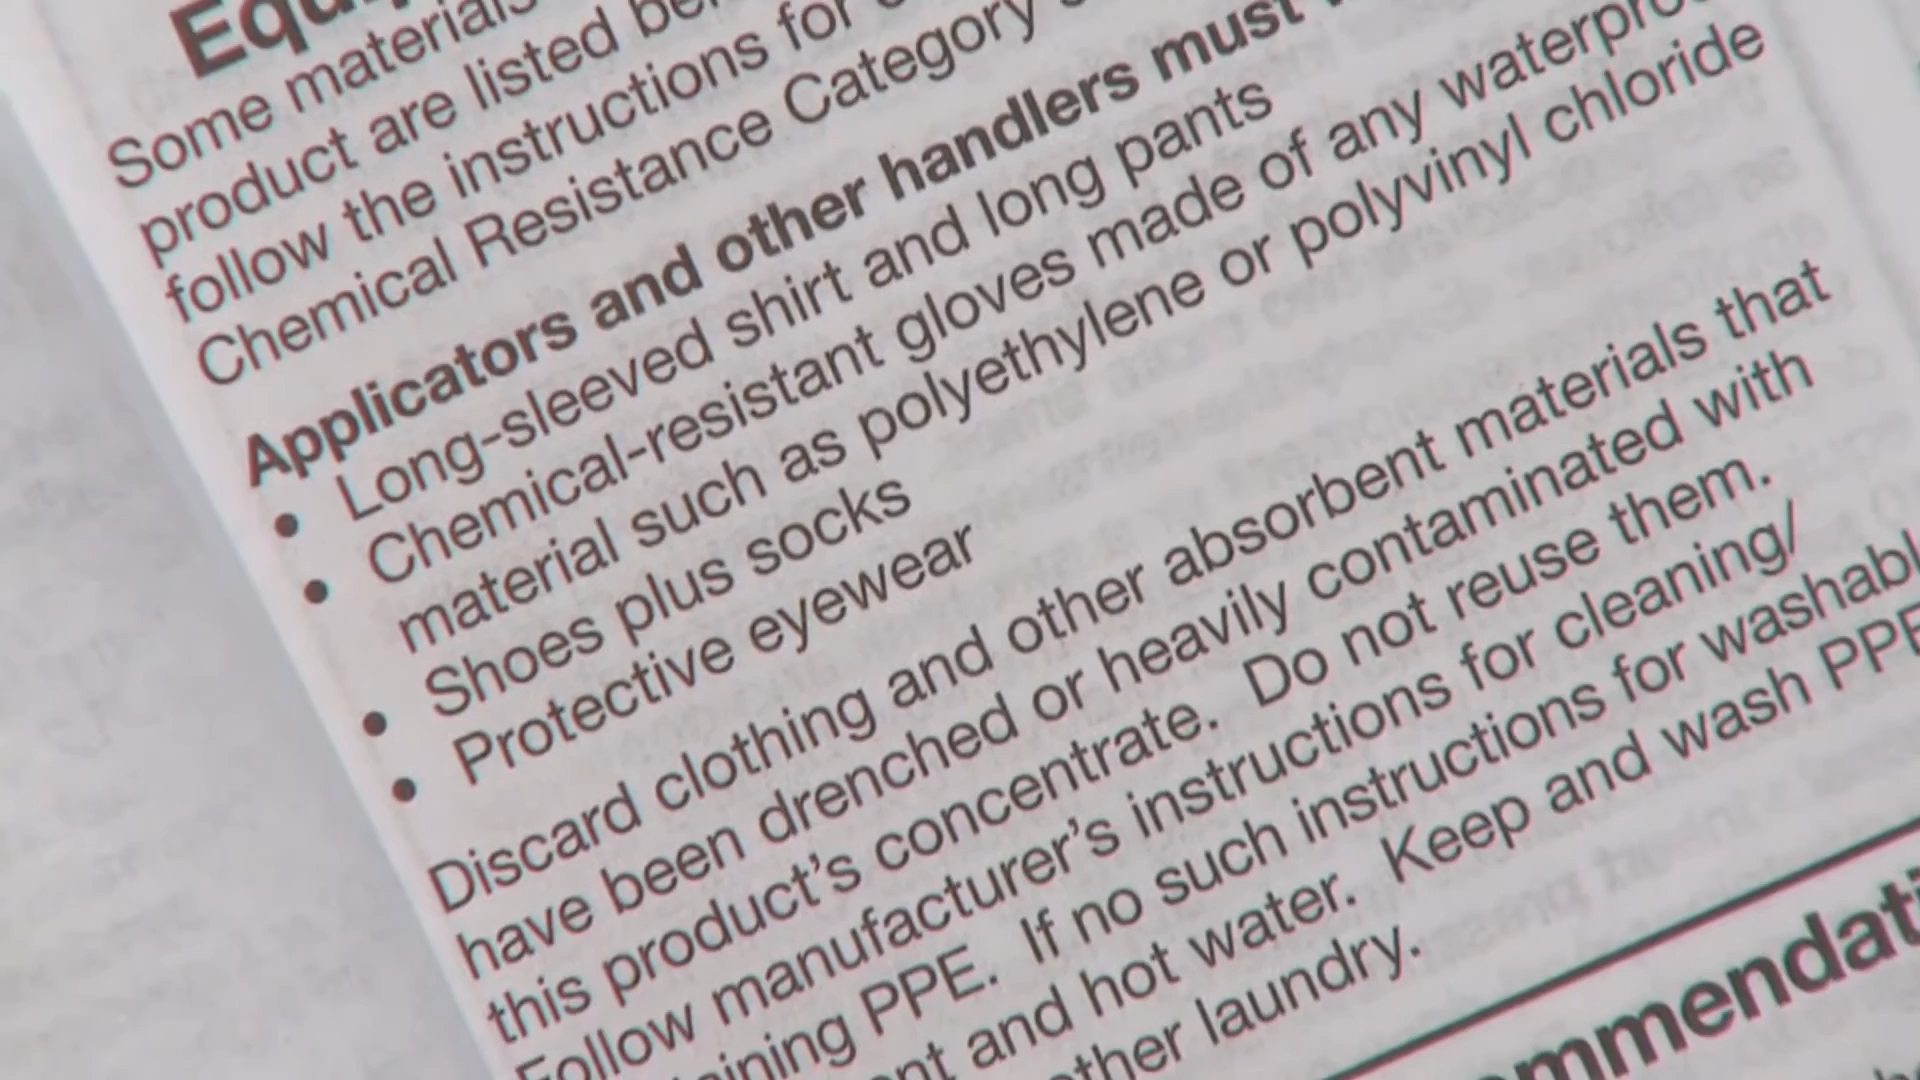 Some materials
product are listed
follow the instructions for
Chemical Resistance Category
Applicators and other handlers must
• Long-sleeved shirt and long pants
• Chemical-resistant gloves made of any
material such as polyethylene or polyvinyl chloride
• Shoes plus socks
• Protective eyewear
Discard clothing and other absorbent materials that
have been drenched or heavily contaminated with
this product's concentrate. Do not reuse them.
Follow manufacturer's instructions for cleaning/
PPE. If no such instructions for
and hot water. Keep and wash PPE
laundry.